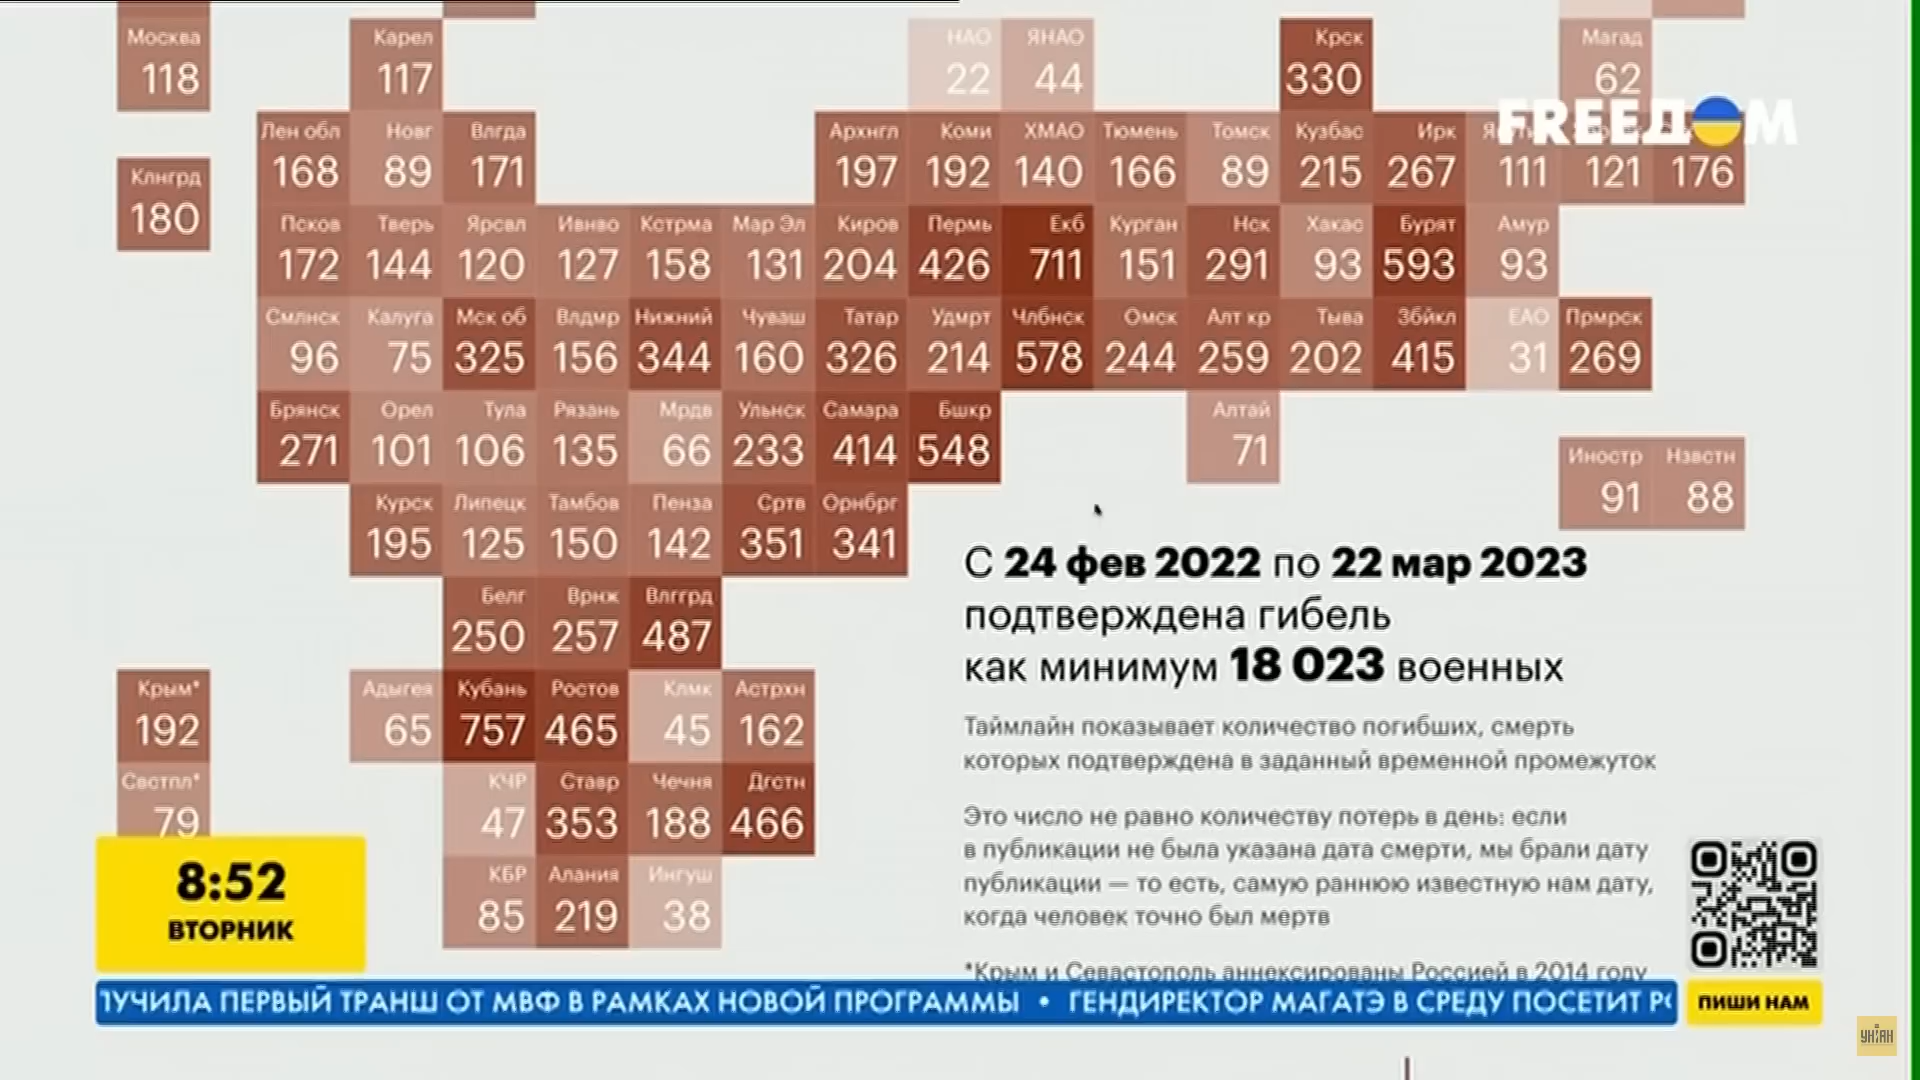 Москва Карел НАО ЯНАО Крск Магад
118 117 22 44 330 62
FREEДOM
Лен обл Новг Влгда Архнгл Коми ХМАО Тюмень Томск Кузбас Ирк
168 89 171 197 192 140 166 89 215 267 111 121 176
Клнгрд
180
Псков Тверь Ярсвл Ивнво Кстрма Мар Эл Киров Пермь Екб Курган Нск Хакас Бурят Амур
172 144 120 127 158 131 204 426 711 151 291 93 593 93
Смлнск Калуга Мск об Влдмр Нижний Чуваш Татар Удмрт Члбнск Омск Алт кр Тыва Збйкл ЕАО Прмрск
96 75 325 156 344 160 326 214 578 244 259 202 415 31 269
Брянск Орел Тула Рязань Мрдв Ульнск Самара Бшкр Алтай
271 101 106 135 66 233 414 548 71
Иностр Нзвстн
91 88
Курск Липецк Тамбов Пенза Сртв Орнбрг
195 125 150 142 351 341
Белг Врнж Влггрд
250 257 487
Крым* Адыгея Кубань Ростов Клмк Астрхн
192 65 757 465 45 162
Свстпл* КЧР Ставр Чечня Дгстн
79 47 353 188 466
КБР Алания Ингуш
85 219 38
С 24 фев 2022 по 22 мар 2023
подтверждена гибель
как минимум 18 023 военных
Таймлайн показывает количество погибших, смерть
которых подтверждена в заданный временной промежуток
Это число не равно количеству потерь в день: если
в публикации не была указана дата смерти, мы брали дату
публикации — то есть, самую раннюю известную нам дату,
когда человек точно был мертв
*Крым и Севастополь аннексированы Россией в 2014 году
8:52
ВТОРНИК
ЛУЧИЛА ПЕРВЫЙ ТРАНШ ОТ МВФ В РАМКАХ НОВОЙ ПРОГРАММЫ • ГЕНДИРЕКТОР МАГАТЭ В СРЕДУ ПОСЕТИТ
ПИШИ НАМ
УНІАН